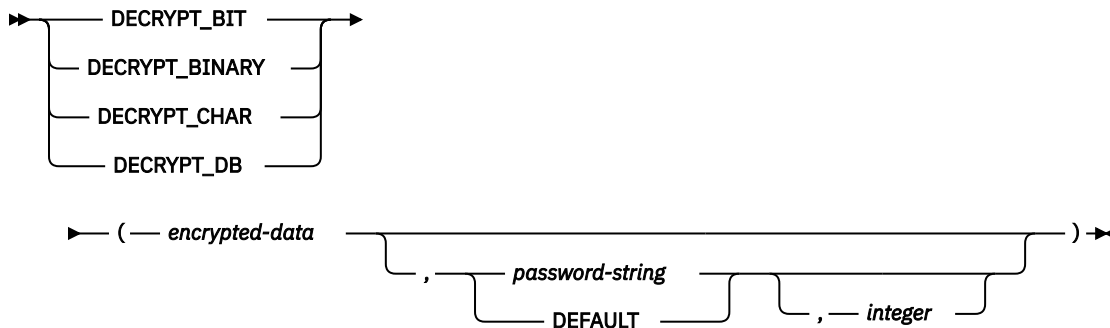 DECRYPT_BIT
DECRYPT_BINARY
DECRYPT_CHAR
DECRYPT_DB
( encrypted-data )
, password-string
DEFAULT , integer